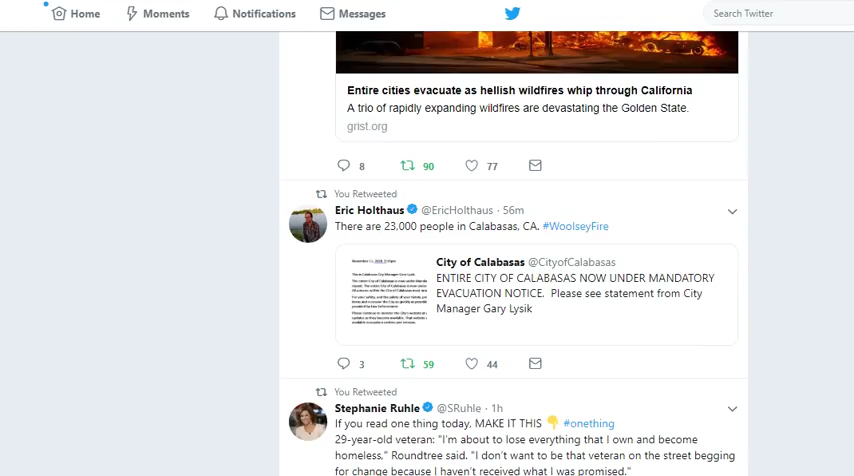 Home
Moments
Notifications
Messages
Search Twitter
Entire cities evacuate as hellish wildfires whip through California
A trio of rapidly expanding wildfires are devastating the Golden State.
grist.org
8
90
77
You Retweeted
Eric Holthaus @EricHolthaus · 56m
There are 23,000 people in Calabasas, CA. #WoolseyFire
City of Calabasas @CityofCalabasas
ENTIRE CITY OF CALABASAS NOW UNDER MANDATORY
EVACUATION NOTICE. Please see statement from City
Manager Gary Lysik
3
59
44
You Retweeted
Stephanie Ruhle @SRuhle · 1h
If you read one thing today, MAKE IT THIS 👇 #onething
29-year-old veteran: "I'm about to lose everything that I own and become
homeless," Roundtree said. "I don't want to be that veteran on the street begging
for change because I haven't received what I was promised."